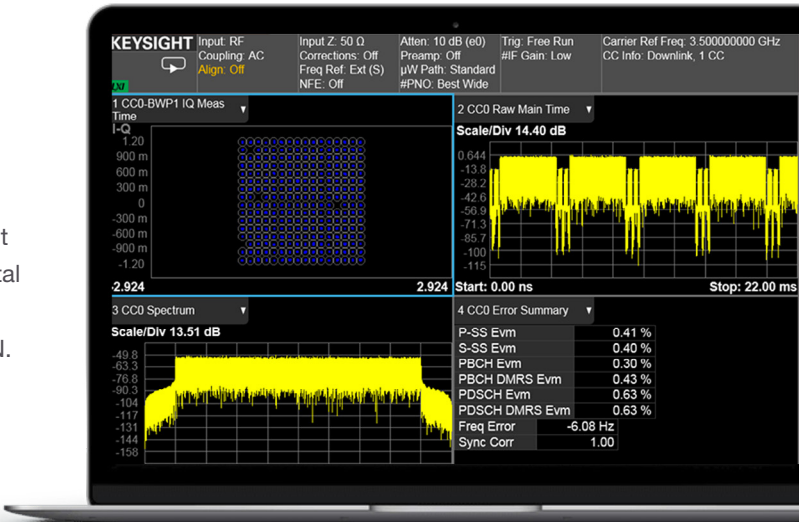 t
tal
N.
KEYSIGHT
LXI
Input: RF
Coupling: AC
Align: Off
Input Z: 50 Ω
Corrections: Off
Freq Ref: Ext (S)
NFE: Off
Atten: 10 dB (e0)
Preamp: Off
µW Path: Standard
#PNO: Best Wide
Trig: Free Run
#IF Gain: Low
Carrier Ref Freq: 3.500000000 GHz
CC Info: Downlink, 1 CC
1 CC0-BWP1 IQ Meas
Time
I-Q
1.20
900 m
600 m
300 m
0
-300 m
-600 m
-900 m
-1.20
-2.924
2.924
2 CC0 Raw Main Time
Scale/Div 14.40 dB
0.644
-13.8
-28.2
-42.6
-56.9
-71.3
-85.7
-100
-115
Start: 0.00 ns
Stop: 22.00 ms
3 CC0 Spectrum
Scale/Div 13.51 dB
-49.8
-63.3
-76.8
-90.3
-104
-117
-131
-144
-158
4 CC0 Error Summary
P-SS Evm 0.41 %
S-SS Evm 0.40 %
PBCH Evm 0.30 %
PBCH DMRS Evm 0.43 %
PDSCH Evm 0.63 %
PDSCH DMRS Evm 0.63 %
Freq Error -6.08 Hz
Sync Corr 1.00